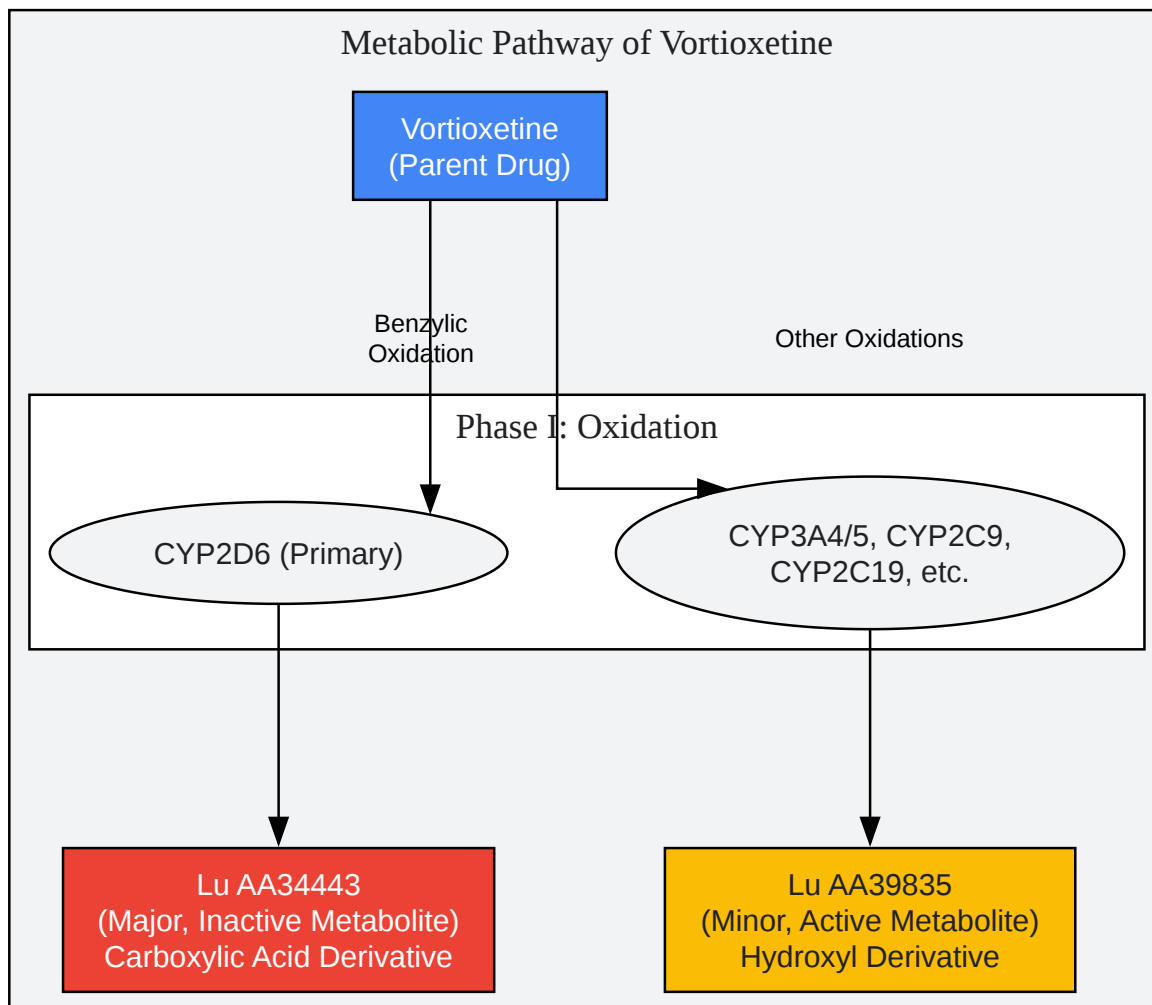 Metabolic Pathway of Vortioxetine
Vortioxetine
(Parent Drug)
Benzylic
Oxidation
Other Oxidations
Phase I: Oxidation
CYP2D6 (Primary)
CYP3A4/5, CYP2C9,
CYP2C19, etc.
Lu AA34443
(Major, Inactive Metabolite)
Carboxylic Acid Derivative
Lu AA39835
(Minor, Active Metabolite)
Hydroxyl Derivative